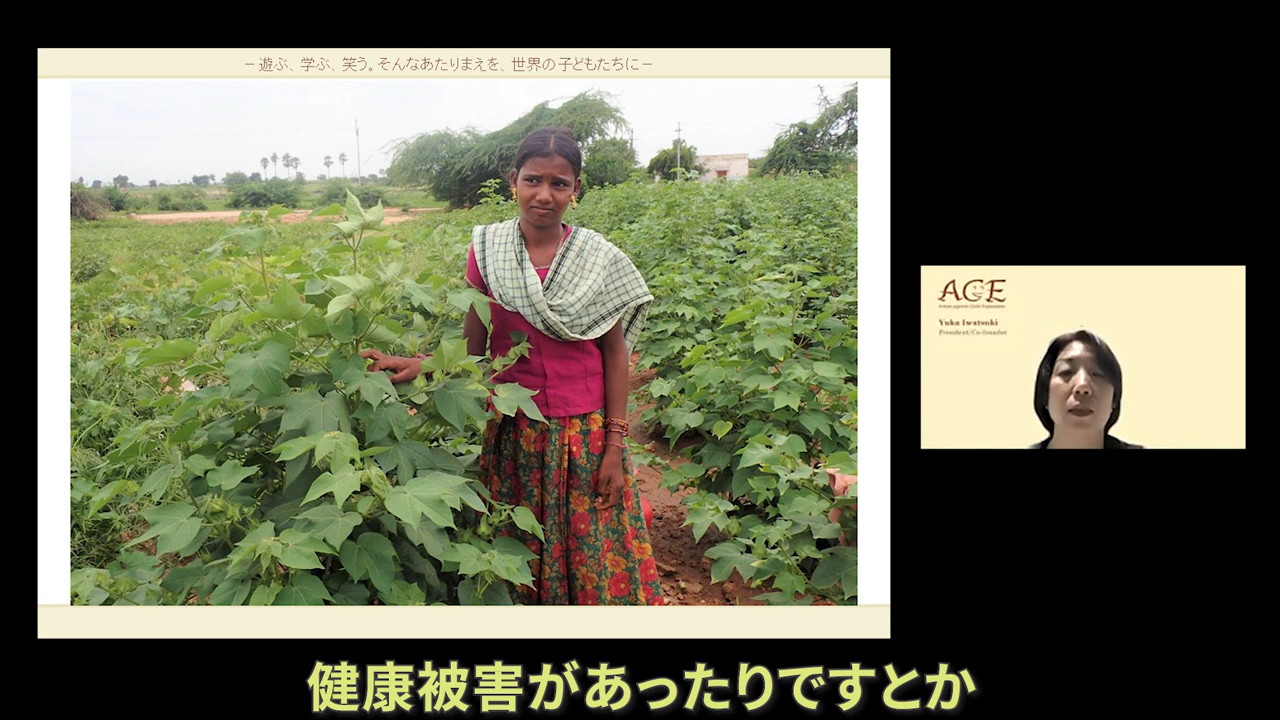 －遊ぶ、学ぶ、笑う。そんなあたりまえを、世界の子どもたちに－
ACE
Yuka Iwatsuki
President/Co-founder
健康被害があったりですとか